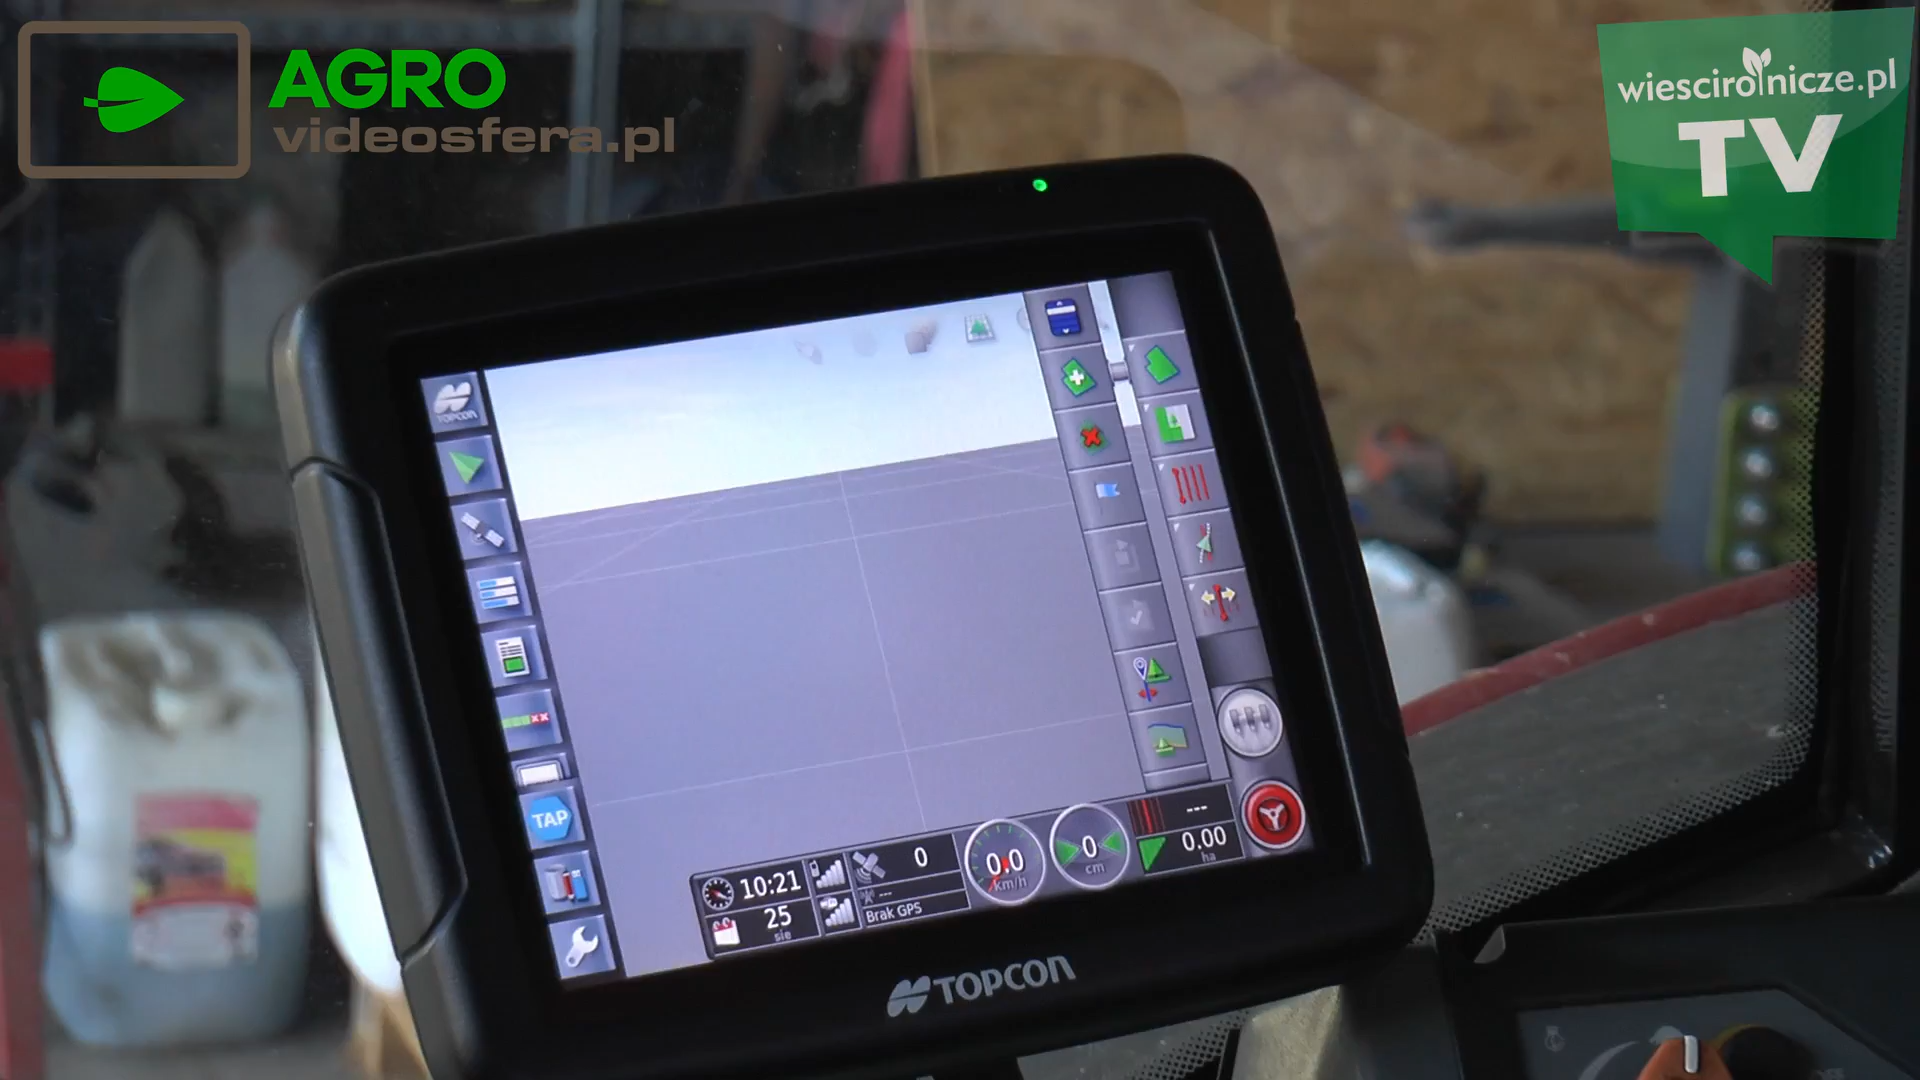 AGRO
videosfera.pl
wiescirolnicze.pl
TV
TOPCON
TAP
10:21
25
sie
0
---
Brak GPS
0.0
km/h
0
cm
---
0.00
ha
TOPCON